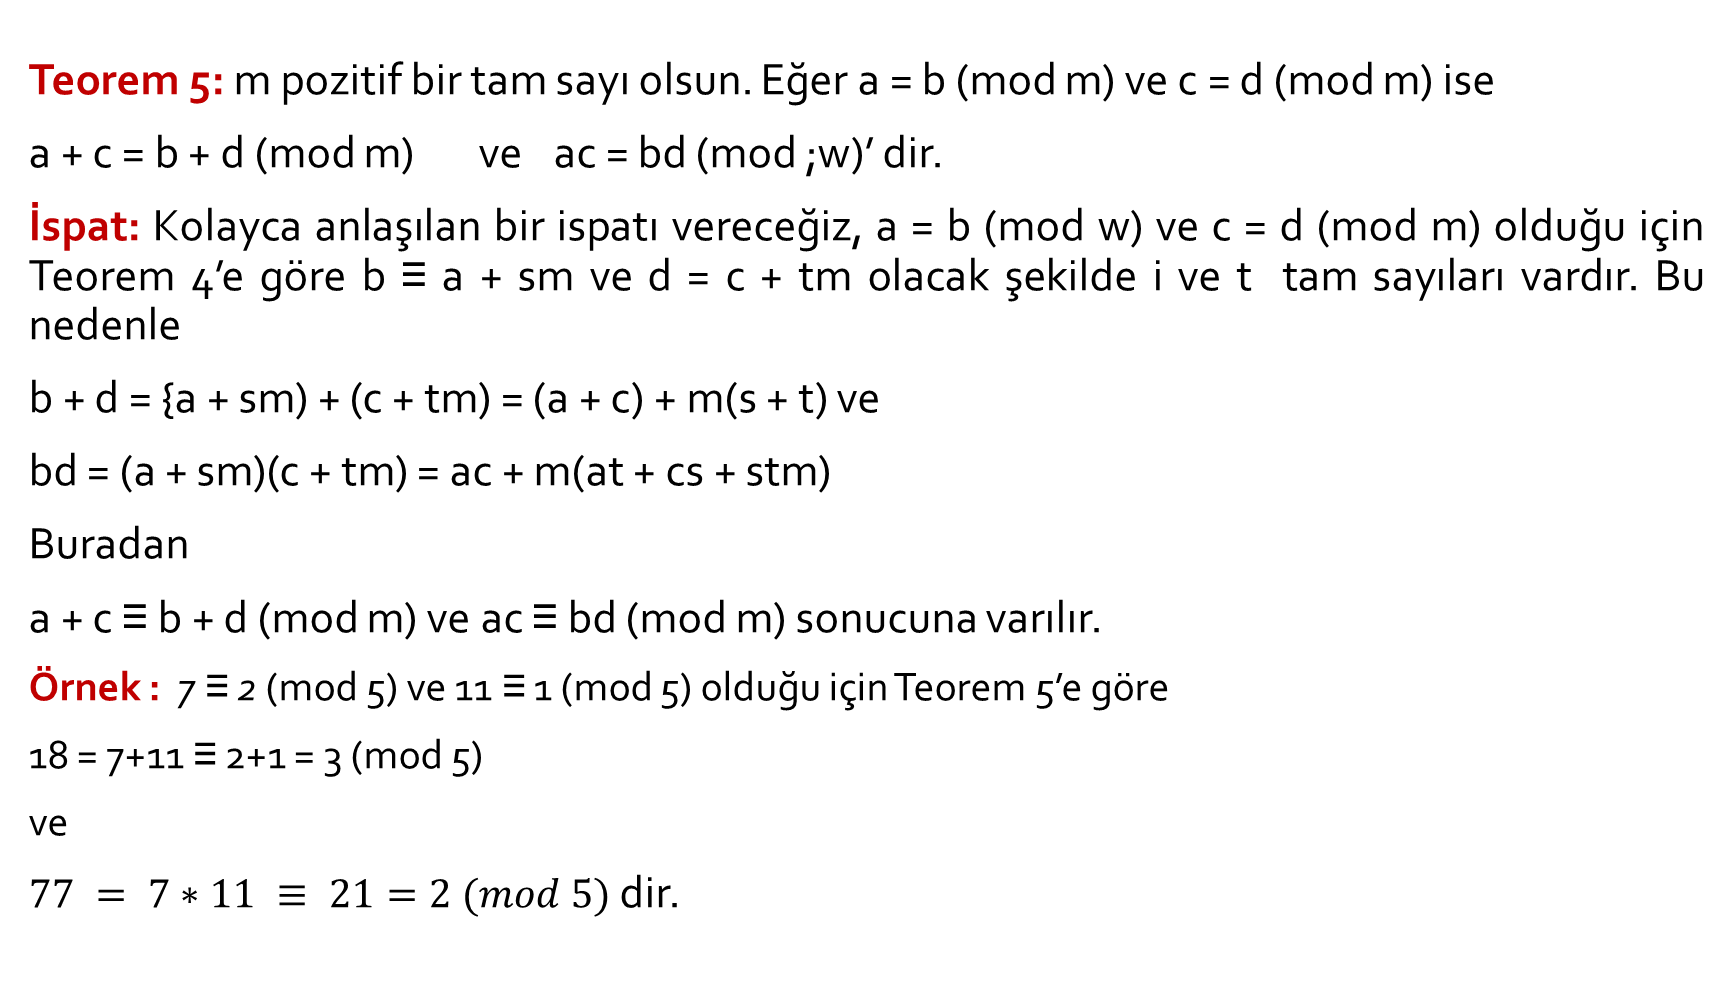 Teorem 5: m pozitif bir tam sayı olsun. Eğer a = b (mod m) ve c = d (mod m) ise
a + c = b + d (mod m) ve ac = bd (mod ;w)’ dir.
İspat: Kolayca anlaşılan bir ispatı vereceğiz, a = b (mod w) ve c = d (mod m) olduğu için
Teorem 4’e göre b ≡ a + sm ve d = c + tm olacak şekilde i ve t tam sayıları vardır. Bu
nedenle
b + d = {a + sm) + (c + tm) = (a + c) + m(s + t) ve
bd = (a + sm)(c + tm) = ac + m(at + cs + stm)
Buradan
a + c ≡ b + d (mod m) ve ac ≡ bd (mod m) sonucuna varılır.
Örnek : 7 ≡ 2 (mod 5) ve 11 ≡ 1 (mod 5) olduğu için Teorem 5’e göre
18 = 7+11 ≡ 2+1 = 3 (mod 5)
ve
77 = 7 ∗ 11 ≡ 21 = 2 (mod 5) dir.